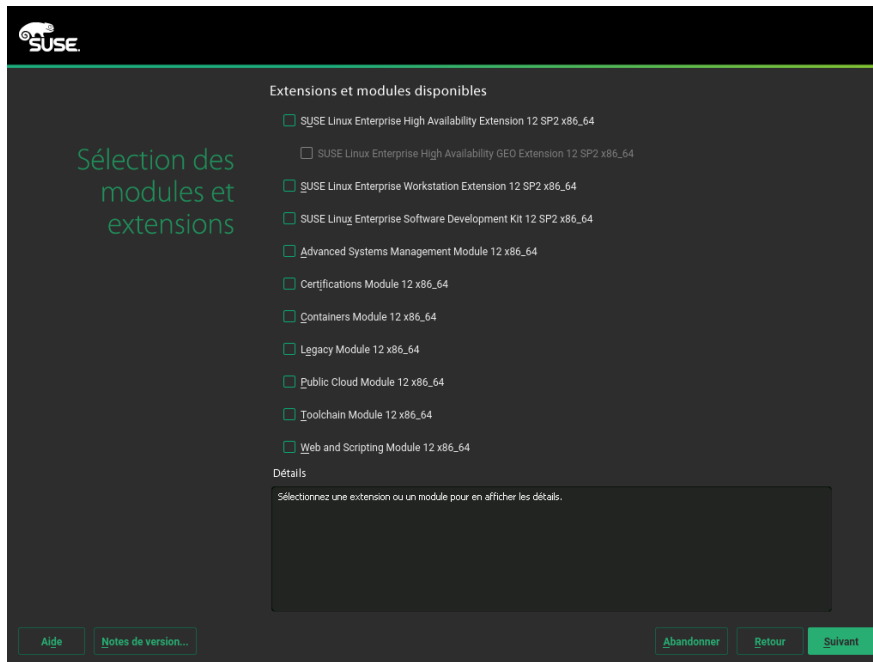 SUSE.
Extensions et modules disponibles
SUSE Linux Enterprise High Availability Extension 12 SP2 x86_64
SUSE Linux Enterprise High Availability GEO Extension 12 SP2 x86_64
Sélection des
modules et
extensions
SUSE Linux Enterprise Workstation Extension 12 SP2 x86_64
SUSE Linux Enterprise Software Development Kit 12 SP2 x86_64
Advanced Systems Management Module 12 x86_64
Certifications Module 12 x86_64
Containers Module 12 x86_64
Legacy Module 12 x86_64
Public Cloud Module 12 x86_64
Toolchain Module 12 x86_64
Web and Scripting Module 12 x86_64
Détails
Sélectionnez une extension ou un module pour en afficher les détails.
Aide
Notes de version...
Abandonner
Retour
Suivant